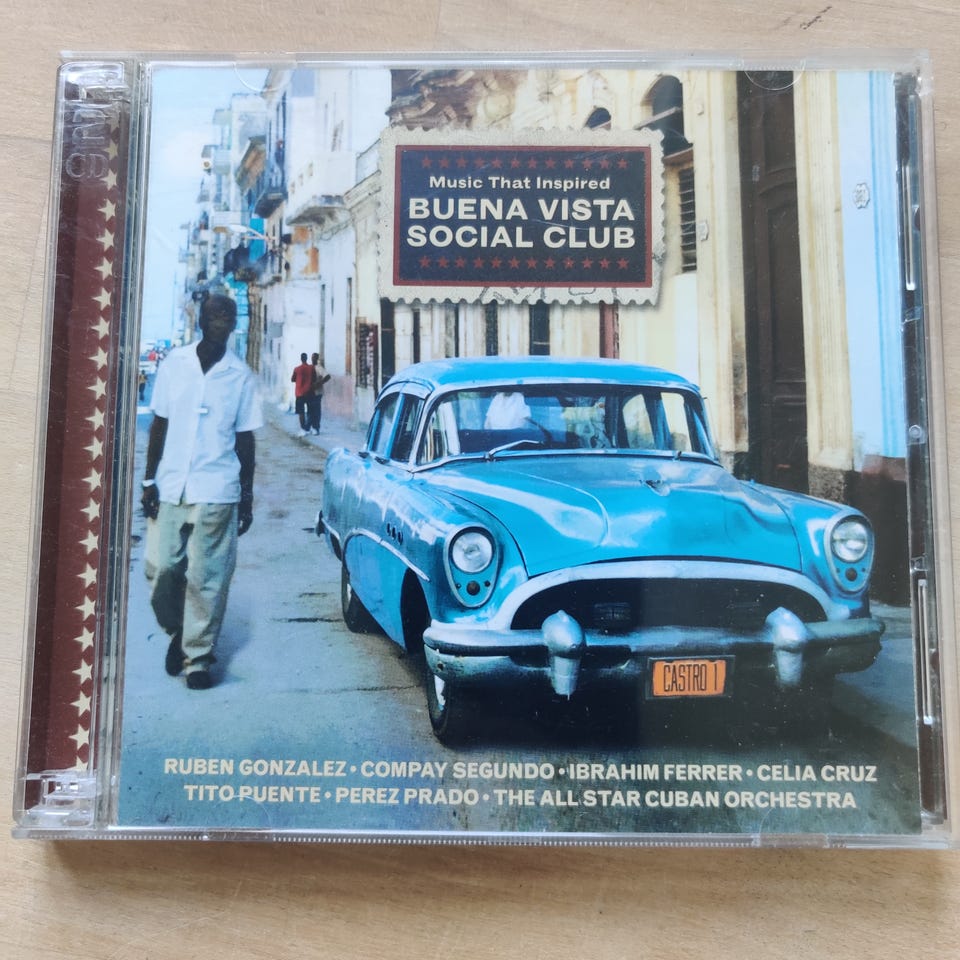 Music That Inspired
BUENA VISTA
SOCIAL CLUB
CASTRO 1
RUBEN GONZALEZ • COMPAY SEGUNDO • IBRAHIM FERRER • CELIA CRUZ
TITO PUENTE • PEREZ PRADO • THE ALL STAR CUBAN ORCHESTRA